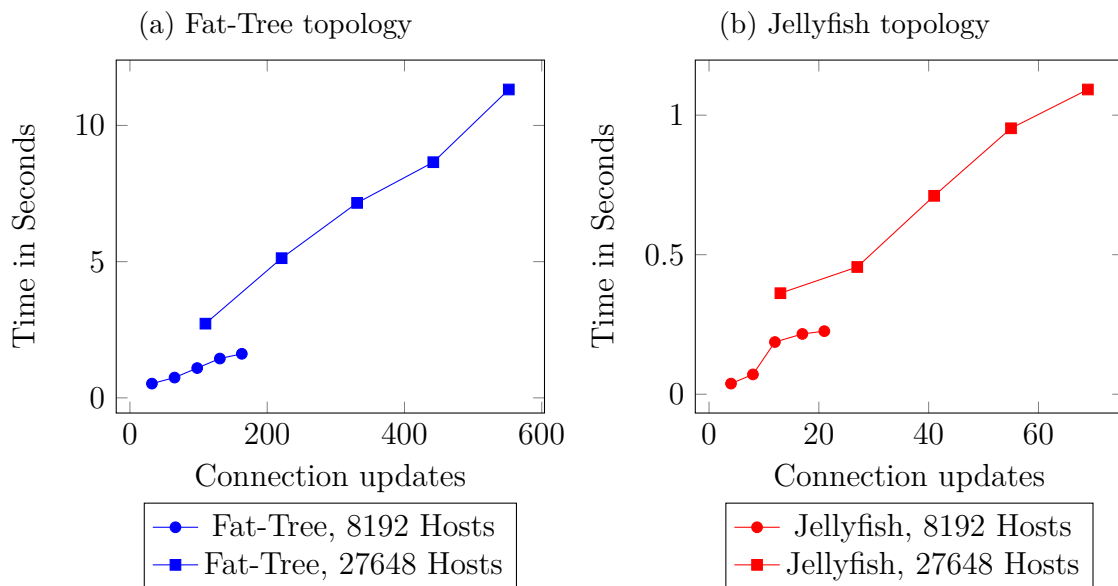 (a) Fat-Tree topology
Time in Seconds
10
5
0
0 200 400 600
Connection updates
Fat-Tree, 8192 Hosts
Fat-Tree, 27648 Hosts
(b) Jellyfish topology
Time in Seconds
1
0.5
0
0 20 40 60
Connection updates
Jellyfish, 8192 Hosts
Jellyfish, 27648 Hosts